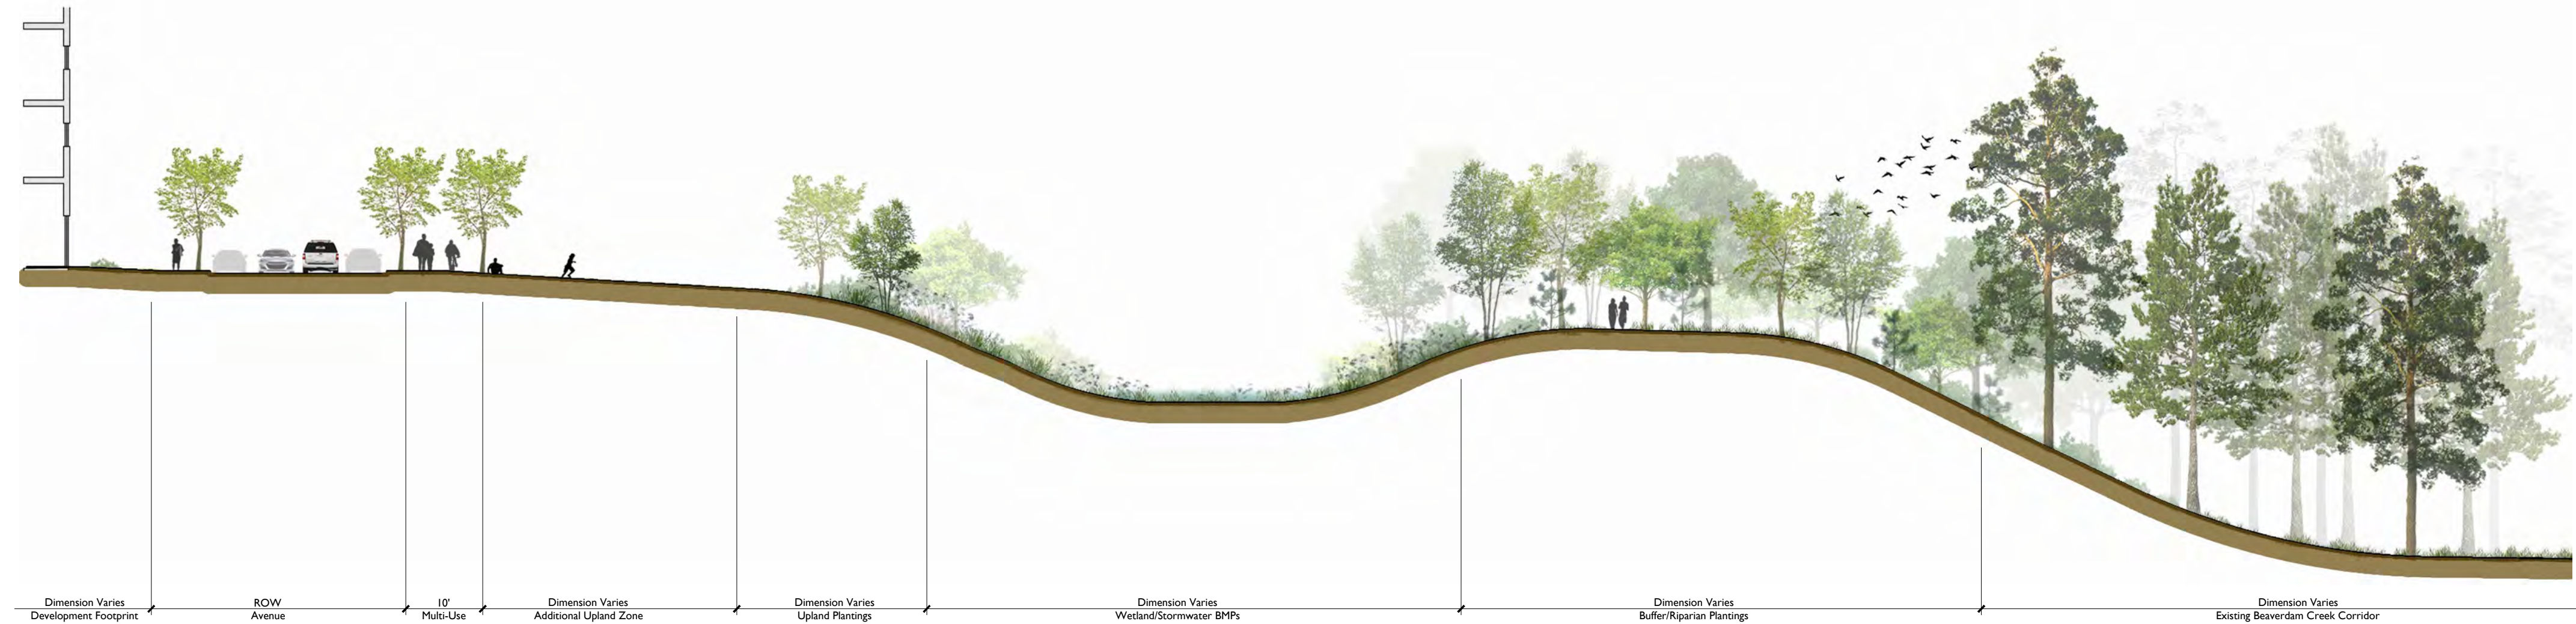 Dimension Varies
Development Footprint
ROW
Avenue
10'
Multi-Use
Dimension Varies
Additional Upland Zone
Dimension Varies
Upland Plantings
Dimension Varies
Wetland/Stormwater BMPs
Dimension Varies
Buffer/Riparian Plantings
Dimension Varies
Existing Beaverdam Creek Corridor